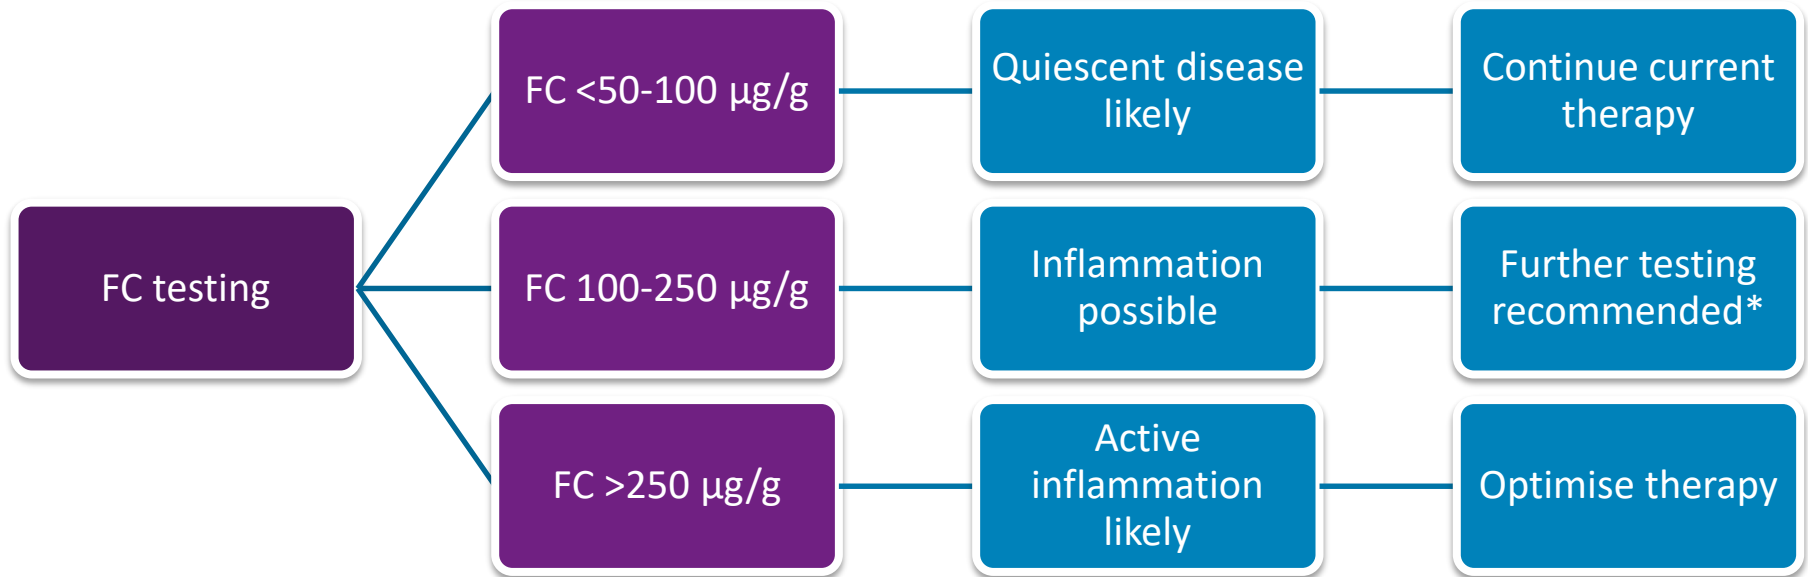 FC <50-100 µg/g
Quiescent disease
likely
Continue current
therapy
FC testing
FC 100-250 µg/g
Inflammation
possible
Further testing
recommended*
FC >250 µg/g
Active
inflammation
likely
Optimise therapy